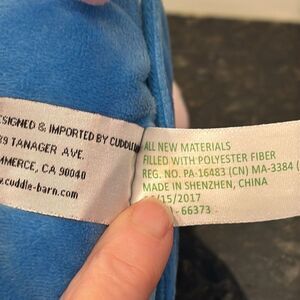 ESIGNED & IMPORTED BY CUDDL
39 TANAGER AVE.
MMERCE, CA 90040
w.cuddle-barn.com
ALL NEW MATERIALS
FILLED WITH POLYESTER FIBER
REG. NO. PA-16483 (CN) MA-3384 (
MADE IN SHENZHEN, CHINA
/15/2017
- 66373